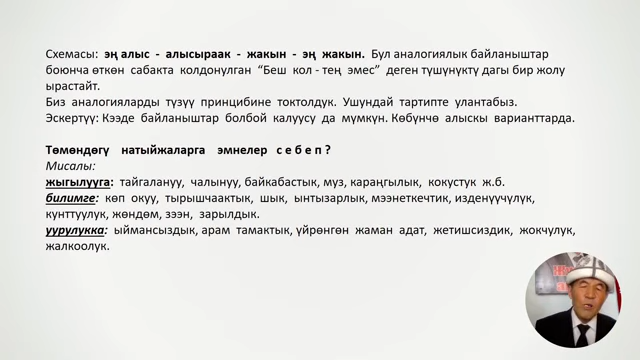 Схемасы: эң алыс - алысыраак - жакын - эң жакын. Бул аналогиялык байланыштар
боюнча өткөн сабакта колдонулган “Беш кол - тең эмес” деген түшүнүктү дагы бир жолу
ырастайт.
Биз аналогияларды түзүү принцибине токтолдук. Ушундай тартипте улантабыз.
Эскертүү: Кээде байланыштар болбой калуусу да мүмкүн. Көбүнчө алыскы варианттарда.
Төмөндөгү натыйжаларга эмнелер с е б е п ?
Мисалы:
жыгылууга: тайгалануу, чалынуу, байкабастык, муз, караңгылык, кокустук ж.б.
билимге: көп окуу, тырышчаактык, шык, ынтызарлык, мээнеткечтик, изденүүчүлүк,
кунттуулук, жөндөм, зээн, зарылдык.
уурулукка: ыймансыздык, арам тамактык, үйрөнгөн жаман адат, жетишсиздик, жокчулук,
жалкоолук.